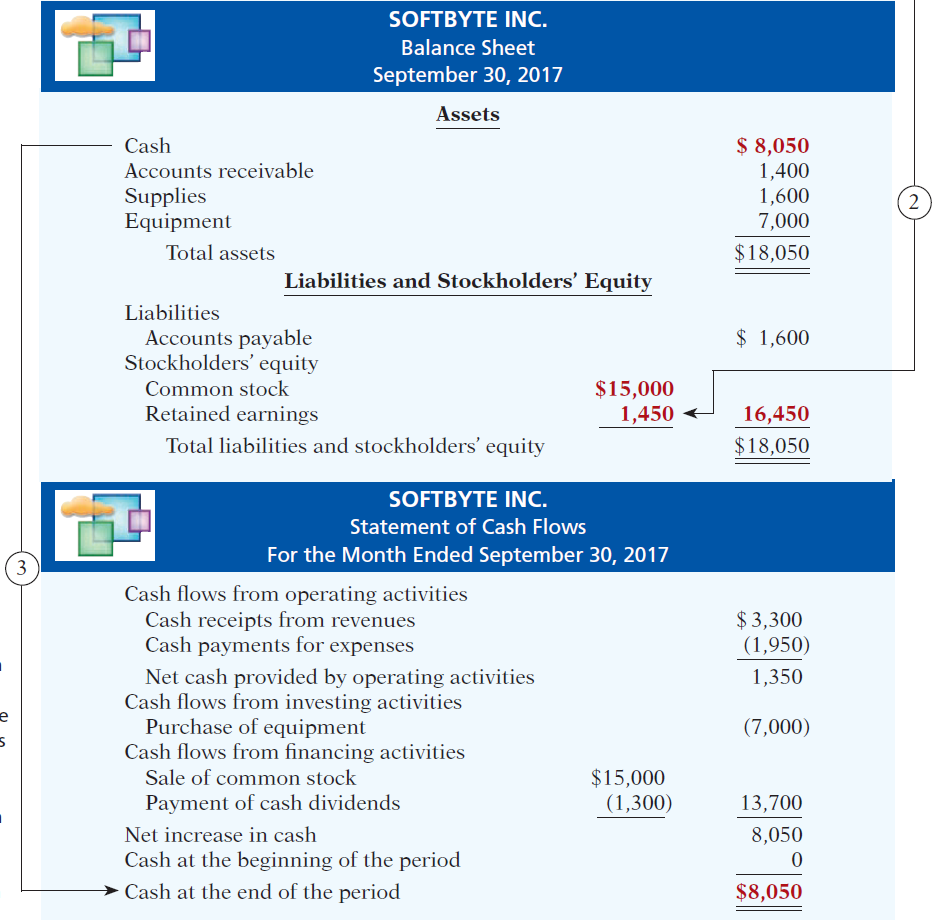 SOFTBYTE INC.
Balance Sheet
September 30, 2017
Assets
Cash $ 8,050
Accounts receivable 1,400
Supplies 1,600
2
Equipment 7,000
Total assets $18,050
Liabilities and Stockholders’ Equity
Liabilities
Accounts payable $ 1,600
Stockholders’ equity
Common stock $15,000
Retained earnings 1,450 16,450
Total liabilities and stockholders’ equity $18,050
SOFTBYTE INC.
Statement of Cash Flows
For the Month Ended September 30, 2017
3
Cash flows from operating activities
Cash receipts from revenues $ 3,300
Cash payments for expenses (1,950)
Net cash provided by operating activities 1,350
Cash flows from investing activities
Purchase of equipment (7,000)
Cash flows from financing activities
Sale of common stock $15,000
Payment of cash dividends (1,300) 13,700
Net increase in cash 8,050
Cash at the beginning of the period 0
Cash at the end of the period $8,050